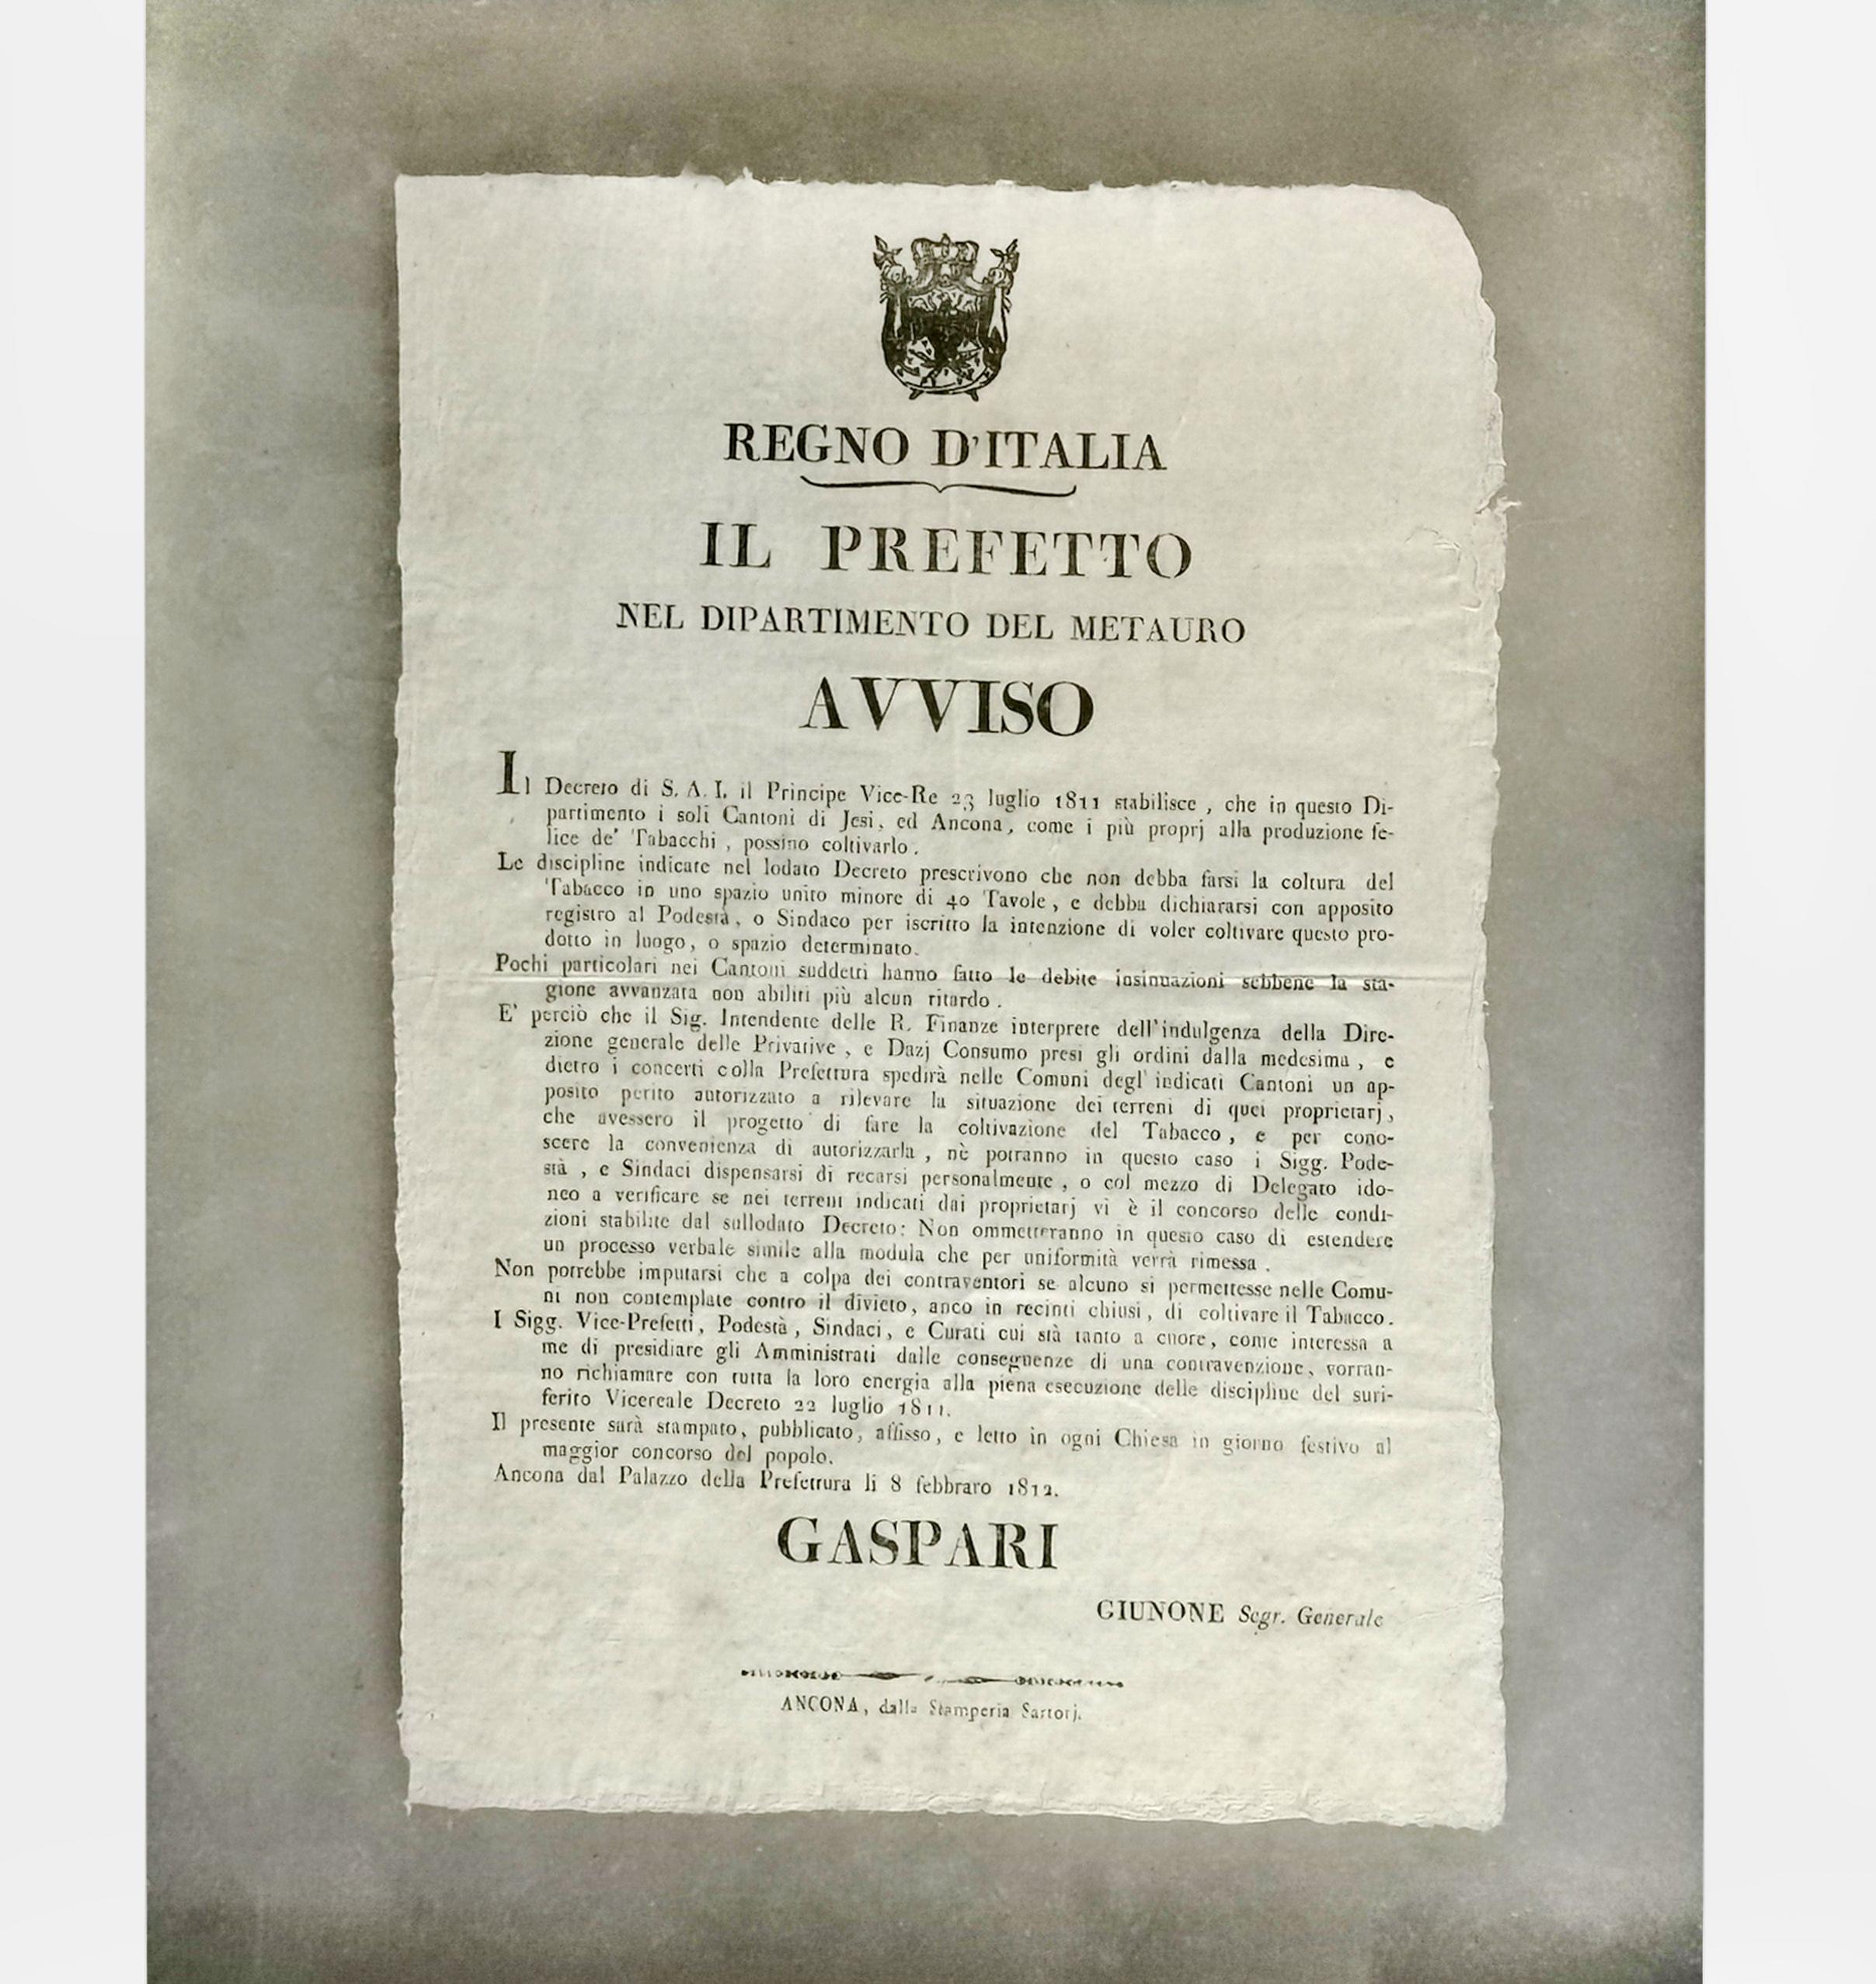 REGNO D'ITALIA
IL PREFETTO
NEL DIPARTIMENTO DEL METAURO
AVVISO
Il Decreto di S. A. I. il Principe Vice-Re 23 luglio 1811 stabilisce, che in questo Di-
partimento i soli Cantoni di Jesi, ed Ancona, come i più proprj alla produzione fe-
lice de' Tabacchi, possino coltivarlo.
Le discipline indicate nel lodato Decreto prescrivono che non debba farsi la coltura del
Tabacco in uno spazio unito minore di 40 Tavole, e debba dichiararsi con apposito
registro al Podestà, o Sindaco per iscritto la intenzione di voler coltivare questo pro-
dotto in luogo, o spazio determinato.
Pochi particolari nei Cantoni suddetti hanno fatto le debite insinuazioni sebbene la sta-
gione avvanzata non abiliti più alcun ritardo.
E' perciò che il Sig. Intendente delle R. Finanze interprete dell'indulgenza della Dire-
zione generale delle Privative, e Dazj Consumo presi gli ordini dalla medesima, e
dietro i concerti colla Prefettura spedirà nelle Comuni degl'indicati Cantoni un ap-
posito perito autorizzato a rilevare la situazione dei terreni di quei proprietarj,
che avessero il progetto di fare la coltivazione del Tabacco, e per cono-
scere la convenienza di autorizzarla, nè potranno in questo caso i Sigg. Pode-
stà, e Sindaci dispensarsi di recarsi personalmente, o col mezzo di Delegato ido-
neo a verificare se nei terreni indicati dai proprietarj vi è il concorso delle condi-
zioni stabilite dal sullodato Decreto: Non ommetteranno in questo caso di estendere
un processo verbale simile alla modula che per uniformità verrà rimessa.
Non potrebbe imputarsi che a colpa dei contraventori se alcuno si permettesse nelle Comu-
ni non contemplate contro il divieto, anco in recinti chiusi, di coltivare il Tabacco.
I Sigg. Vice-Prefetti, Podestà, Sindaci, e Curati cui stà tanto a cuore, come interessa a
me di presidiare gli Amministrati dalle conseguenze di una contravenzione, vorran-
no richiamare con tutta la loro energia alla piena esecuzione delle discipline del suri-
ferito Vicereale Decreto 22 luglio 1811.
Il presente sarà stampato, pubblicato, affisso, e letto in ogni Chiesa in giorno festivo al
maggior concorso del popolo.
Ancona dal Palazzo della Prefettura li 8 febbraro 1812.
GASPARI
GIUNONE Segr. Generale
ANCONA, dalla Stamperia Sartorj.